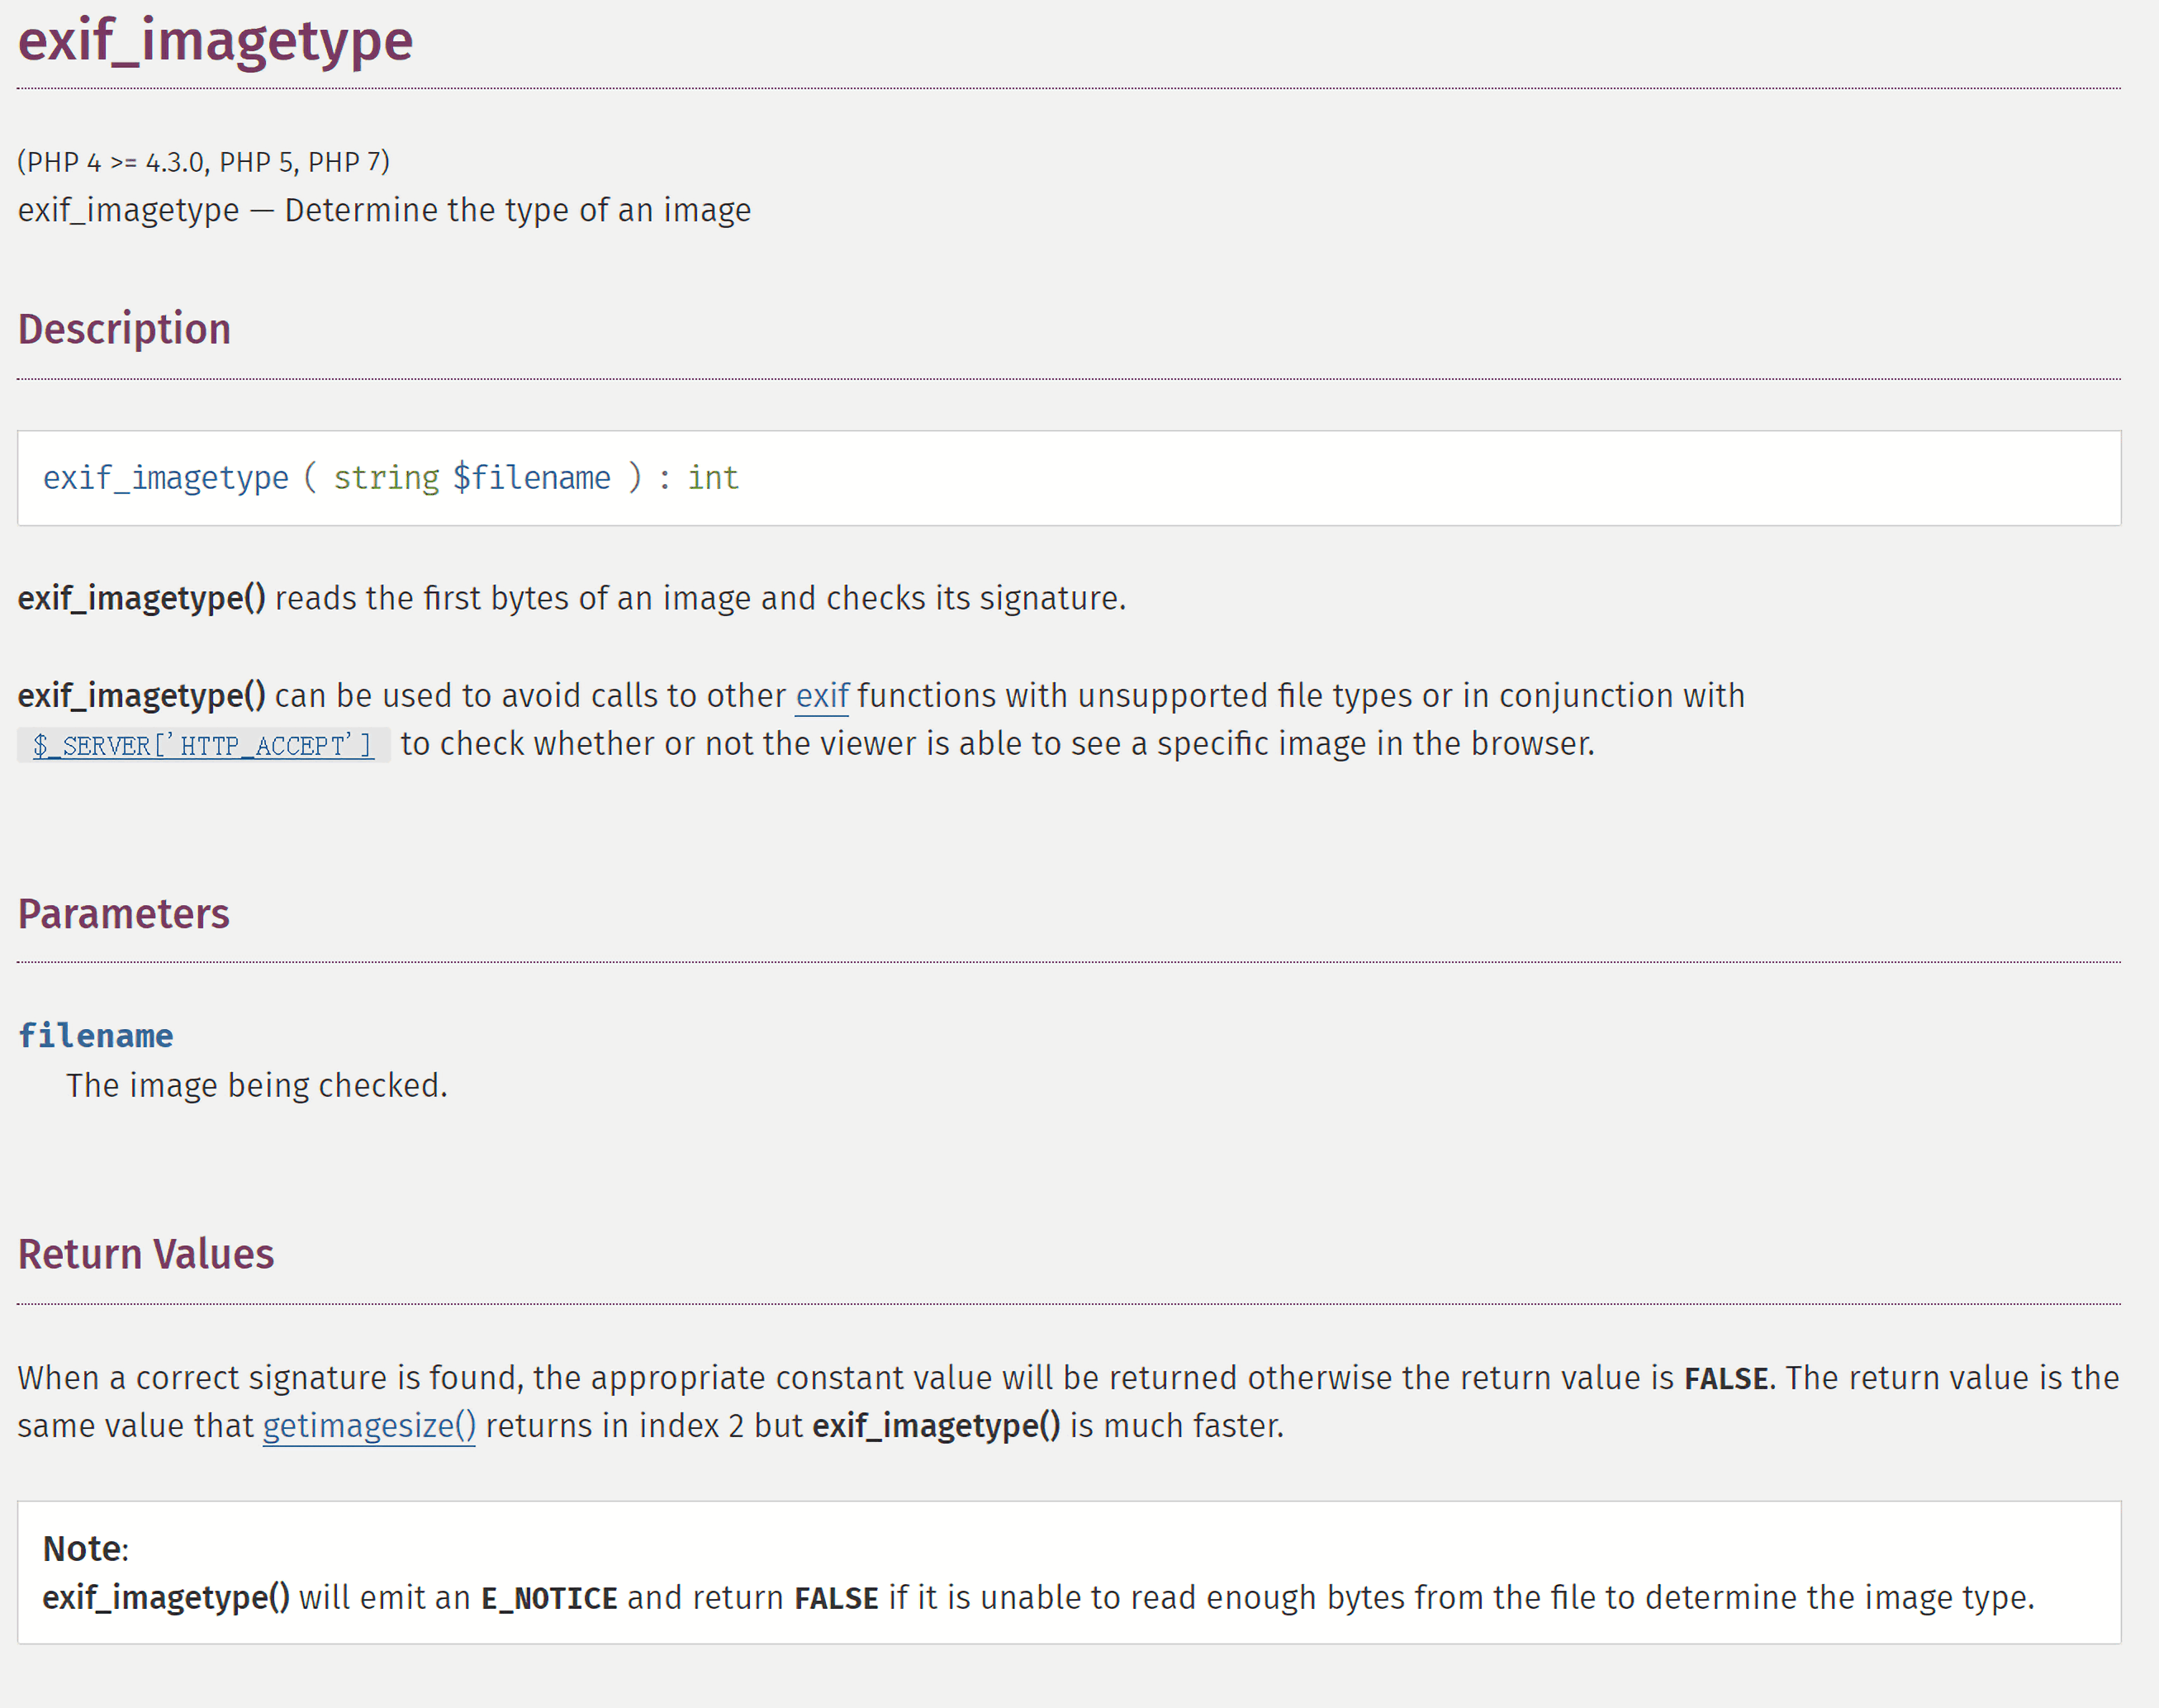 exif_imagetype
(PHP 4 >= 4.3.0, PHP 5, PHP 7)
exif_imagetype — Determine the type of an image
Description
exif_imagetype ( string $filename ) : int
exif_imagetype() reads the first bytes of an image and checks its signature.
exif_imagetype() can be used to avoid calls to other exif functions with unsupported file types or in conjunction with
$_SERVER['HTTP_ACCEPT'] to check whether or not the viewer is able to see a specific image in the browser.
Parameters
filename
The image being checked.
Return Values
When a correct signature is found, the appropriate constant value will be returned otherwise the return value is FALSE. The return value is the
same value that getimagesize() returns in index 2 but exif_imagetype() is much faster.
Note:
exif_imagetype() will emit an E_NOTICE and return FALSE if it is unable to read enough bytes from the file to determine the image type.